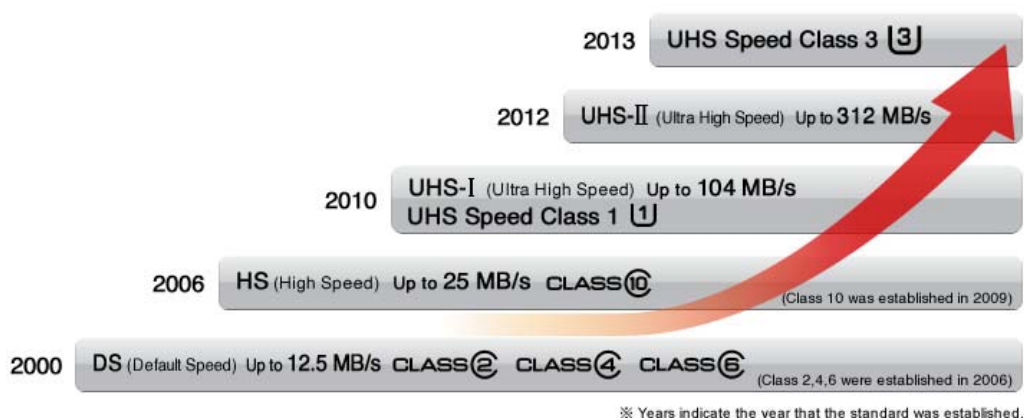 2013 UHS Speed Class 3 3
2012 UHS-II (Ultra High Speed) Up to 312 MB/s
2010 UHS-I (Ultra High Speed) Up to 104 MB/s
UHS Speed Class 1 1
2006 HS (High Speed) Up to 25 MB/s CLASS 10
(Class 10 was established in 2009)
2000 DS (Default Speed) Up to 12.5 MB/s CLASS 2 CLASS 4 CLASS 6
(Class 2,4,6 were established in 2006)
※ Years indicate the year that the standard was established.